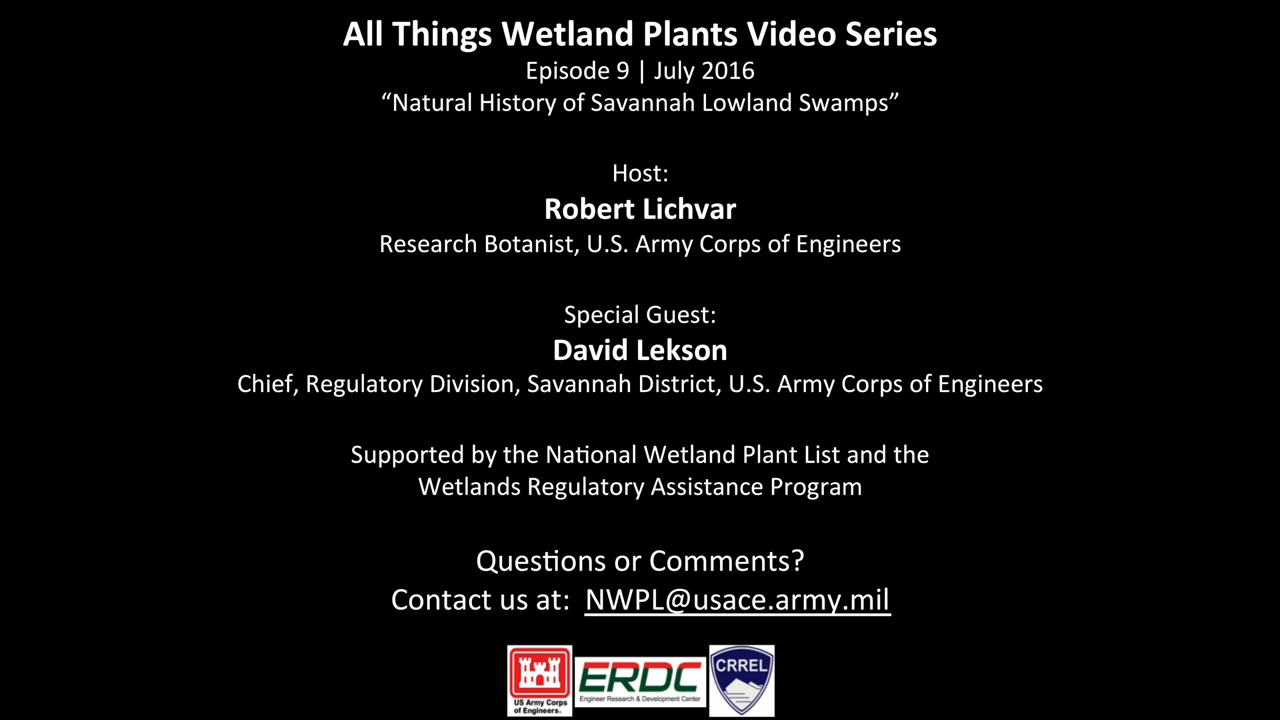 All Things Wetland Plants Video Series
Episode 9 | July 2016
“Natural History of Savannah Lowland Swamps”
Host:
Robert Lichvar
Research Botanist, U.S. Army Corps of Engineers
Special Guest:
David Lekson
Chief, Regulatory Division, Savannah District, U.S. Army Corps of Engineers
Supported by the National Wetland Plant List and the
Wetlands Regulatory Assistance Program
Questions or Comments?
Contact us at: NWPL@usace.army.mil
US Army Corps
of Engineers®
ERDC
Engineer Research & Development Center
CRREL